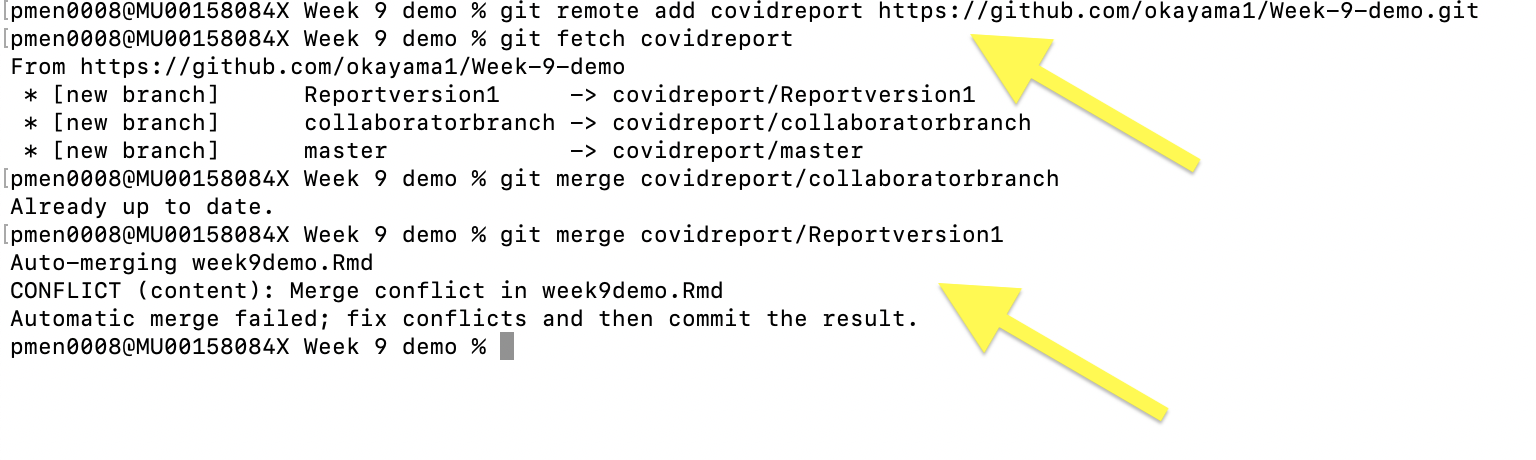 [pmen0008@MU00158084X Week 9 demo % git remote add covidreport https://github.com/okayama1/Week-9-demo.git
[pmen0008@MU00158084X Week 9 demo % git fetch covidreport
From https://github.com/okayama1/Week-9-demo
 * [new branch]      Reportversion1     -> covidreport/Reportversion1
 * [new branch]      collaboratorbranch -> covidreport/collaboratorbranch
 * [new branch]      master             -> covidreport/master
[pmen0008@MU00158084X Week 9 demo % git merge covidreport/collaboratorbranch
Already up to date.
[pmen0008@MU00158084X Week 9 demo % git merge covidreport/Reportversion1
Auto-merging week9demo.Rmd
CONFLICT (content): Merge conflict in week9demo.Rmd
Automatic merge failed; fix conflicts and then commit the result.
pmen0008@MU00158084X Week 9 demo %